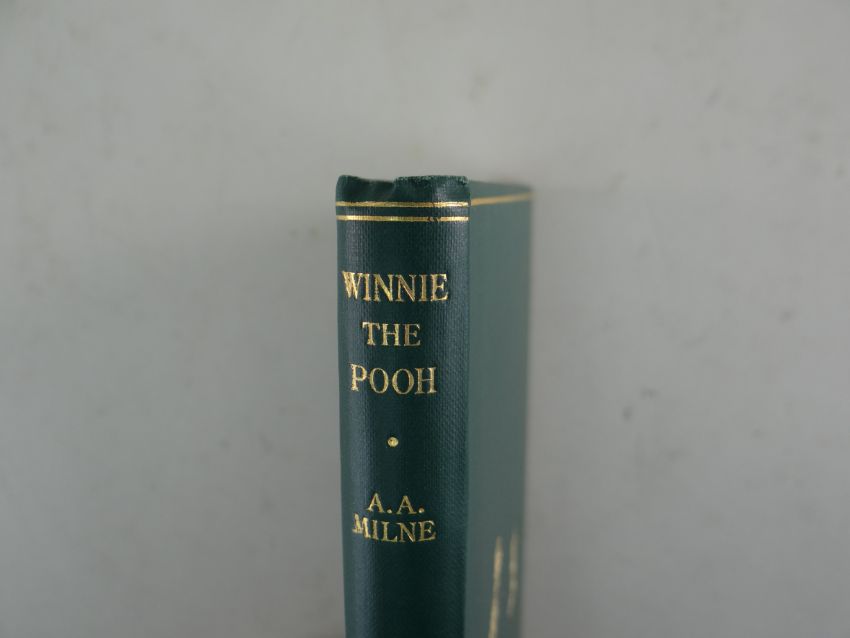 WINNIE
THE
POOH
A.A.
MILNE